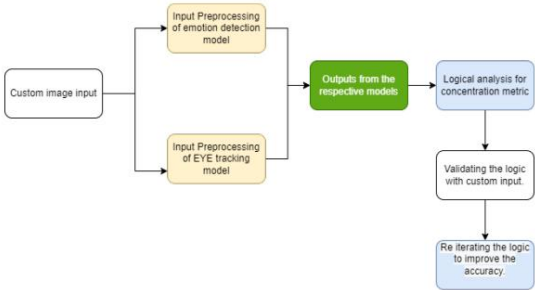 Input Preprocessing
of emotion detection
model
Custom image input
Outputs from the
respective models
Logical analysis for
concentration metric
Input Preprocessing
of EYE tracking
model
Validating the logic
with custom input.
Re iterating the logic
to improve the
accuracy.